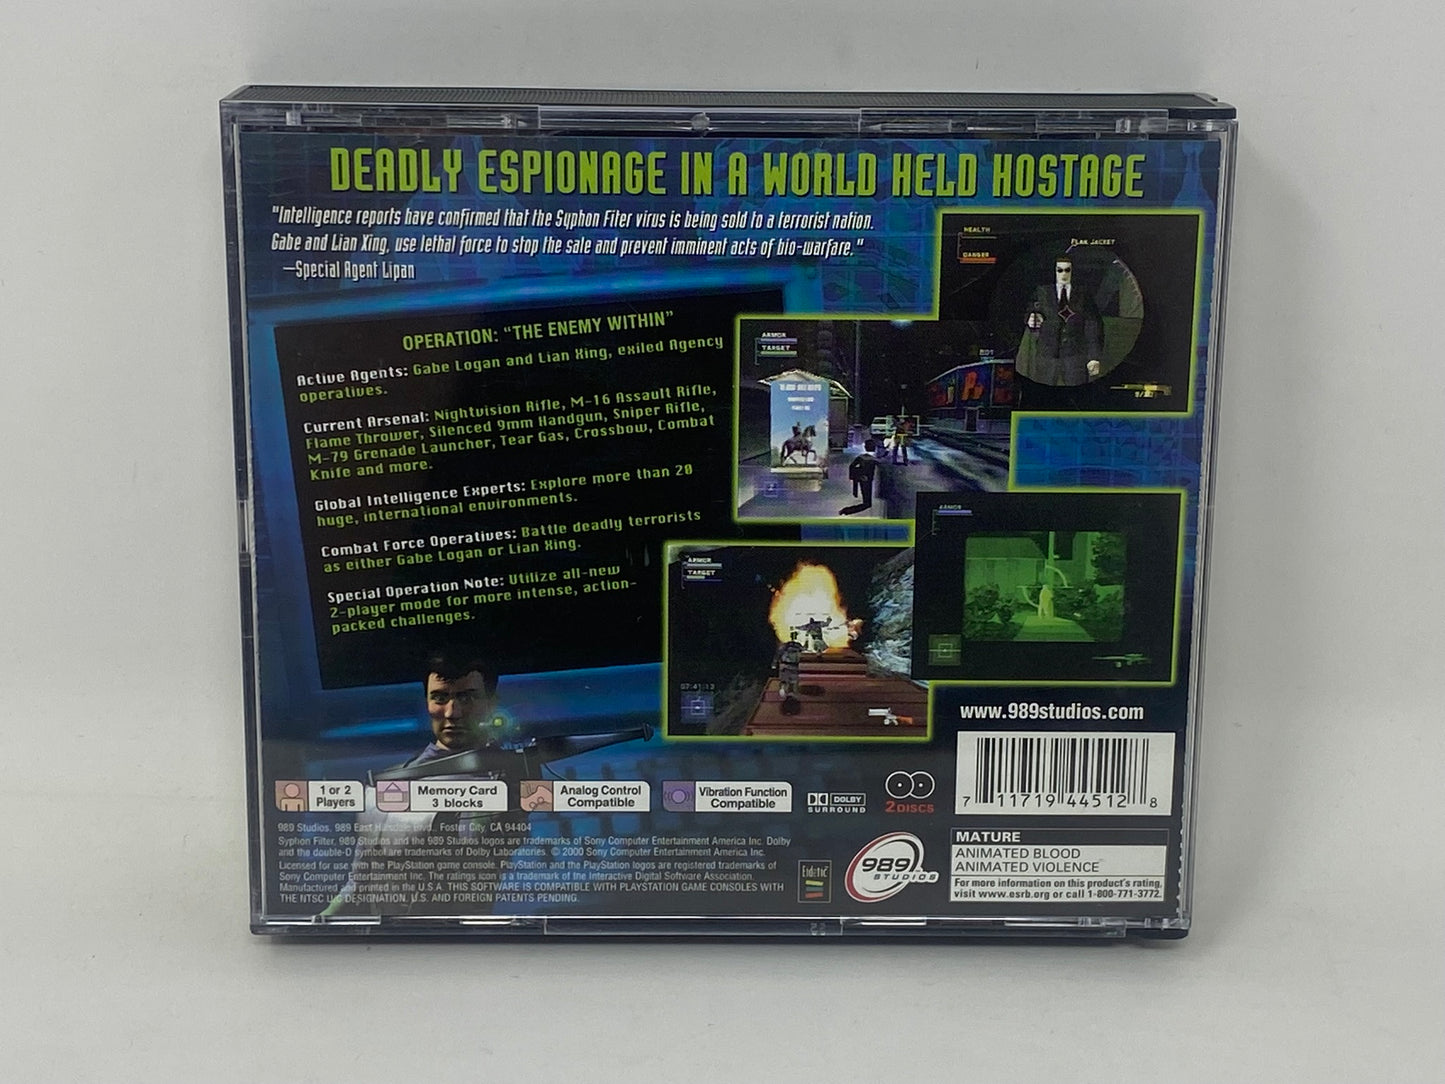 DEADLY ESPIONAGE IN A WORLD HELD HOSTAGE
"Intelligence reports have confirmed that the Syphon Fiter virus is being sold to a terrorist nation.
Gabe and Lian Xing, use lethal force to stop the sale and prevent imminent acts of bio-warfare."
—Special Agent Lipan
OPERATION: "THE ENEMY WITHIN"
Active Agents: Gabe Logan and Lian Xing, exiled Agency
operatives.
Current Arsenal: Nightvision Rifle, M-16 Assault Rifle,
Flame Thrower, Silenced 9mm Handgun, Sniper Rifle,
M-79 Grenade Launcher, Tear Gas, Crossbow, Combat
Knife and more.
Global Intelligence Experts: Explore more than 20
huge, international environments.
Combat Force Operatives: Battle deadly terrorists
as either Gabe Logan or Lian Xing.
Special Operation Note: Utilize all-new
2-player mode for more intense, action-
packed challenges.
HEALTH
DANGER
FLAK JACKET
ARMOR
TARGET
ARMOR
TARGET
07:41:13
ARMOR
www.989studios.com
7 11719 44512 8
1 or 2
Players
Memory Card
3 blocks
Analog Control
Compatible
Vibration Function
Compatible
DOLBY
SURROUND
2 DISCS
989 Studios, 989 East Hillsdale Blvd., Foster City, CA 94404
Syphon Filter, 989 Studios and the 989 Studios logos are trademarks of Sony Computer Entertainment America Inc. Dolby
and the double-D symbol are trademarks of Dolby Laboratories. © 2000 Sony Computer Entertainment America Inc.
Licensed for use with the PlayStation game console. PlayStation and the PlayStation logos are registered trademarks of
Sony Computer Entertainment Inc. The ratings icon is a trademark of the Interactive Digital Software Association.
Manufactured and printed in the U.S.A. THIS SOFTWARE IS COMPATIBLE WITH PLAYSTATION GAME CONSOLES WITH
THE NTSC U/C DESIGNATION. U.S. AND FOREIGN PATENTS PENDING.
Eidetic
989
STUDIOS
MATURE
ANIMATED BLOOD
ANIMATED VIOLENCE
For more information on this product's rating,
visit www.esrb.org or call 1-800-771-3772.